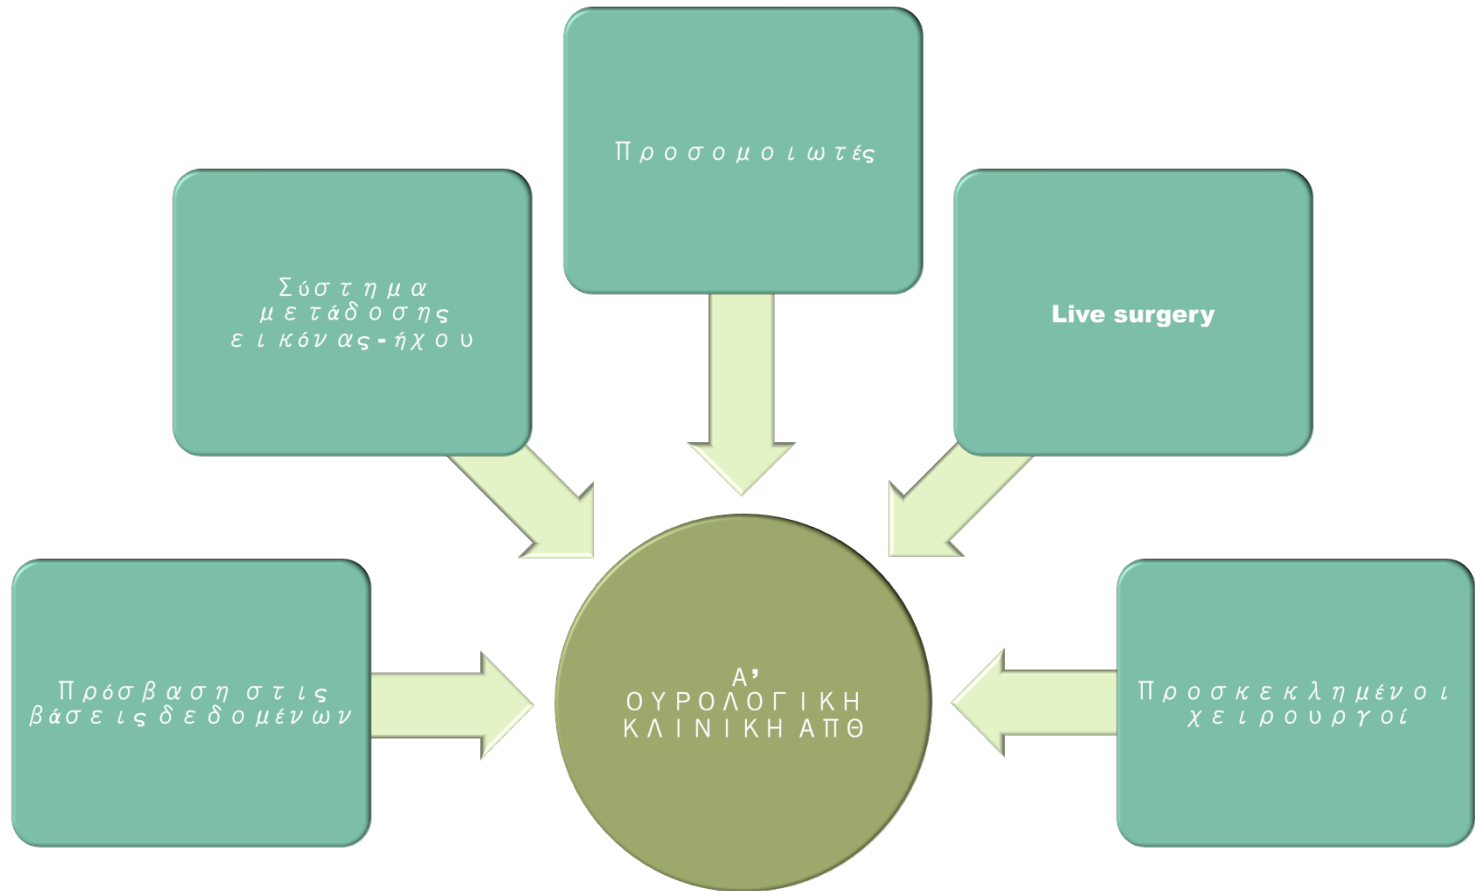 Προσομοιωτές
Σύστημα
μετάδοσης
εικόνας-ήχου
Live surgery
Πρόσβαση στις
βάσεις δεδομένων
Α’
ΟΥΡΟΛΟΓΙΚΗ
ΚΛΙΝΙΚΗ ΑΠΘ
Προσκεκλημένοι
χειρουργοί